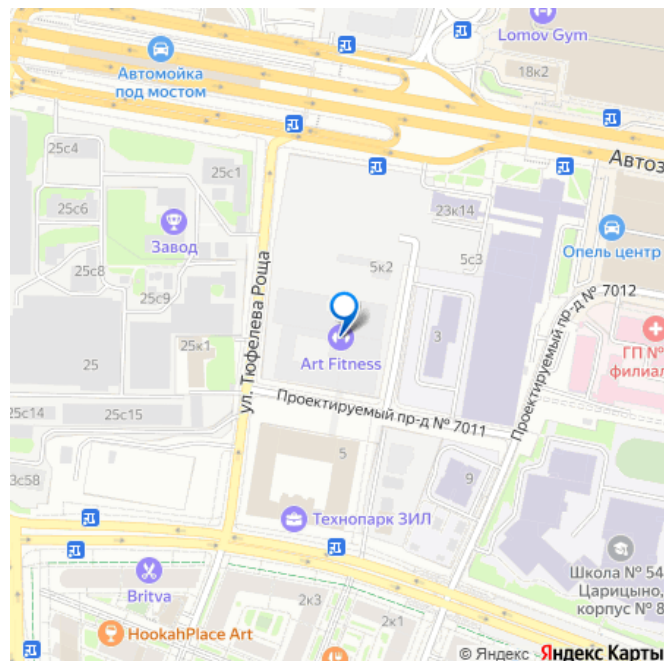 Lomov Gym
Автомойка
под мостом
18к2
25с4
25с1
Автоз
25с6
23к14
Завод
Опель центр
5к2
5с3
25с8
25с9
ул. Тюфелева Роща
Проектируемый пр-д № 7012
3
25к1
25
Art Fitness
ГП №
филиал
Проектируемый пр-д № 7011
25с14
25с15
3с58
5
9
Технопарк ЗИЛ
Школа № 54
Царицыно,
корпус № 8
Britva
2к3
2к1
HookahPlace Art
© Яндекс Яндекс Карты